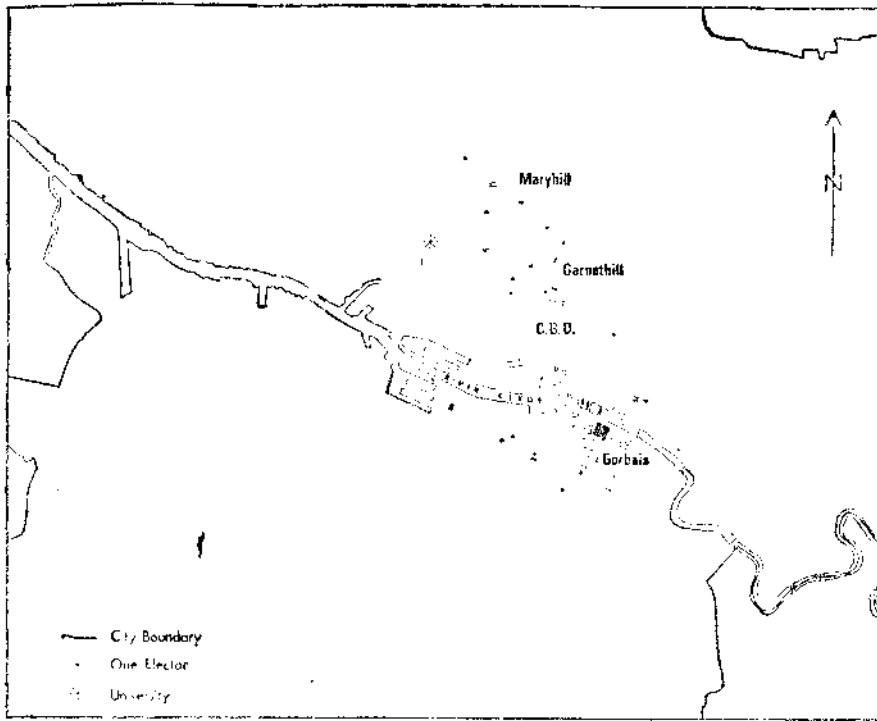 N
Maryhill
Garnethill
C.B.D.
Gorbals
City Boundary
One Elector
University